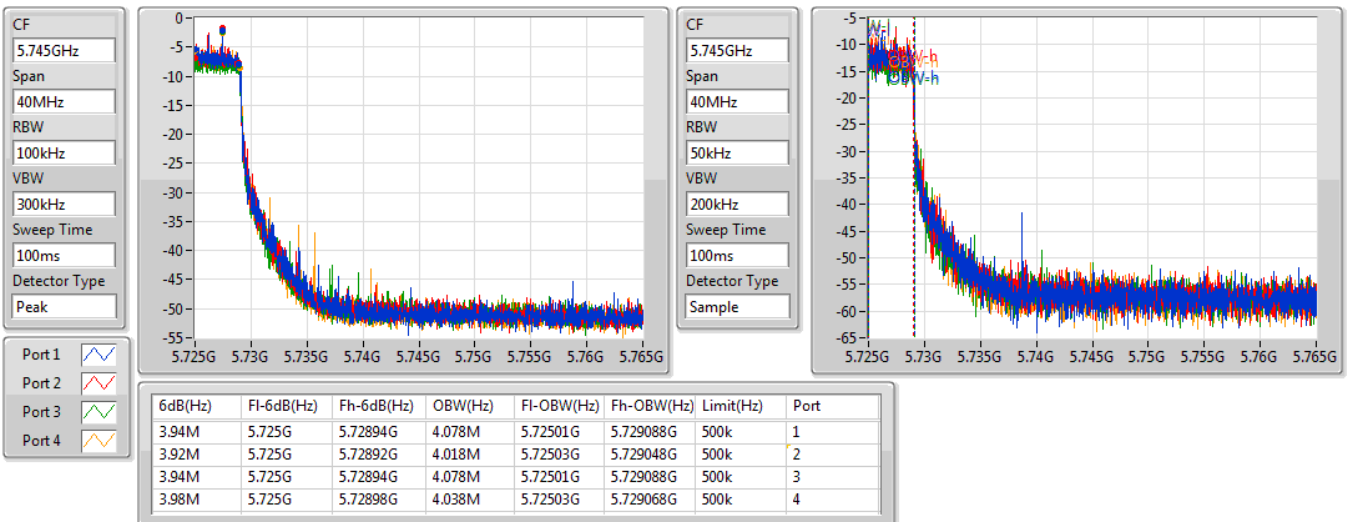 CF
5.745GHz
Span
40MHz
RBW
100kHz
VBW
300kHz
Sweep Time
100ms
Detector Type
Peak
0
-5
-10
-15
-20
-25
-30
-35
-40
-45
-50
-55
5.725G 5.73G 5.735G 5.74G 5.745G 5.75G 5.755G 5.76G 5.765G
CF
5.745GHz
Span
40MHz
RBW
50kHz
VBW
200kHz
Sweep Time
100ms
Detector Type
Sample
-5
-10
-15
-20
-25
-30
-35
-40
-45
-50
-55
-60
-65
OBW-h
OBW-h
5.725G 5.73G 5.735G 5.74G 5.745G 5.75G 5.755G 5.76G 5.765G
Port 1
Port 2
Port 3
Port 4
6dB(Hz) Fl-6dB(Hz) Fh-6dB(Hz) OBW(Hz) Fl-OBW(Hz) Fh-OBW(Hz) Limit(Hz) Port
3.94M 5.725G 5.72894G 4.078M 5.72501G 5.729088G 500k 1
3.92M 5.725G 5.72892G 4.018M 5.72503G 5.729048G 500k 2
3.94M 5.725G 5.72894G 4.078M 5.72501G 5.729088G 500k 3
3.98M 5.725G 5.72898G 4.038M 5.72503G 5.729068G 500k 4